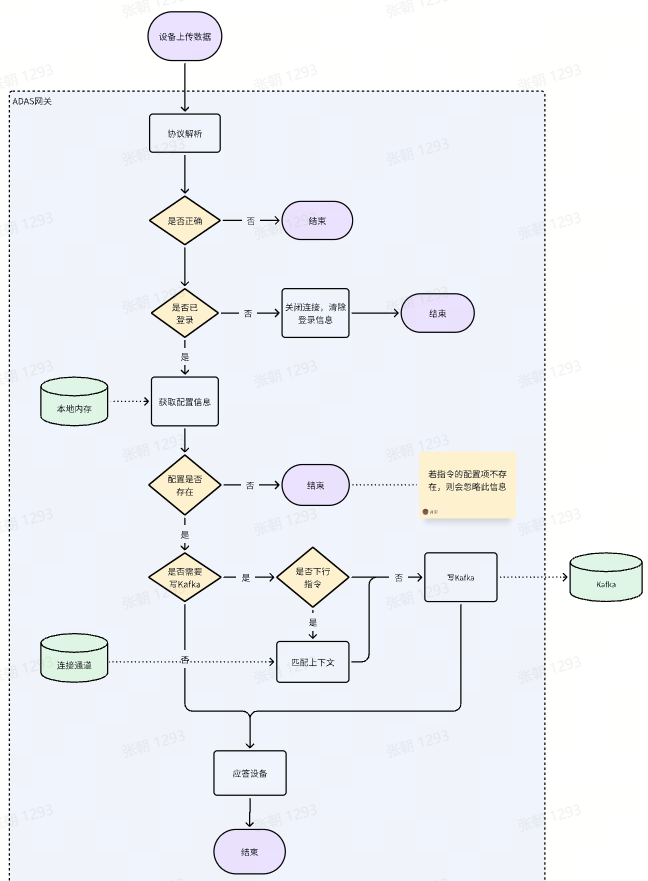 设备上传数据
ADAS网关
协议解析
是否正确
否
结束
是否已
登录
否
关闭连接，清除
登录信息
结束
是
本地内存
获取配置信息
配置是否
存在
否
结束
若指令的配置项不存
在，则会忽略此信息
是
是否需要
写Kafka
是
是否下行
指令
否
写Kafka
Kafka
是
连接通道
否
匹配上下文
应答设备
结束
张朝 1293